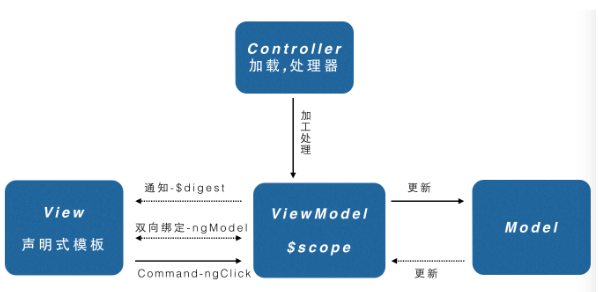 Controller
加载,处理器
加工处理
通知-$digest
更新
View
声明式模板
双向绑定-ngModel
ViewModel
$scope
Model
Command-ngClick
更新